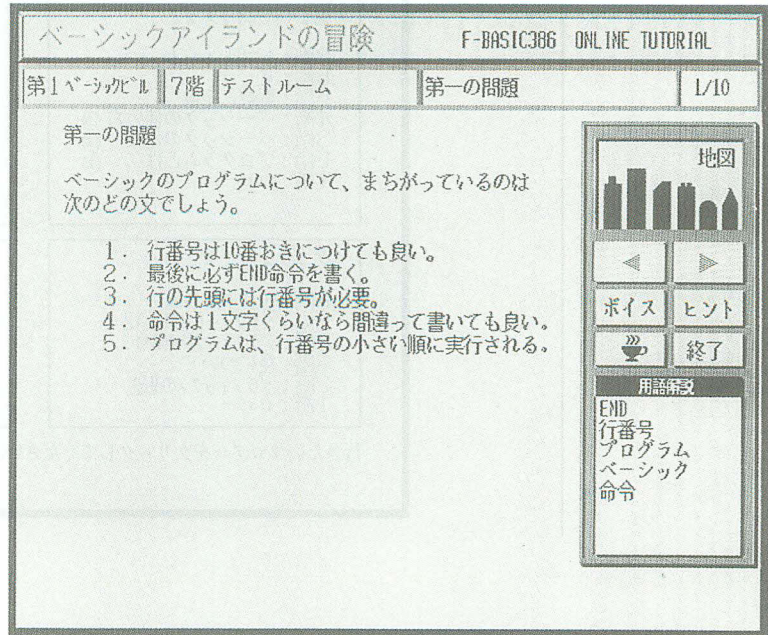 ベーシックアイランドの冒険 F-BASIC386 ONLINE TUTORIAL
第1ベーシックビル 7階 テストルーム 第一の問題 1/10
第一の問題
ベーシックのプログラムについて、まちがっているのは
次のどの文でしょう。
1. 行番号は10番おきにつけても良い。
2. 最後に必ずEND命令を書く。
3. 行の先頭には行番号が必要。
4. 命令は1文字くらいなら間違って書いても良い。
5. プログラムは、行番号の小さい順に実行される。
地図
ボイス ヒント
終了
用語解説
END
行番号
プログラム
ベーシック
命令